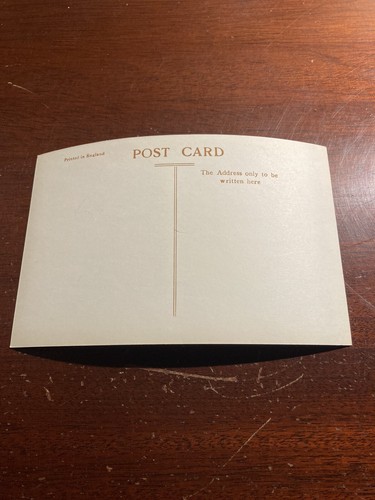 Printed in England
POST CARD
The Address only to be
written here